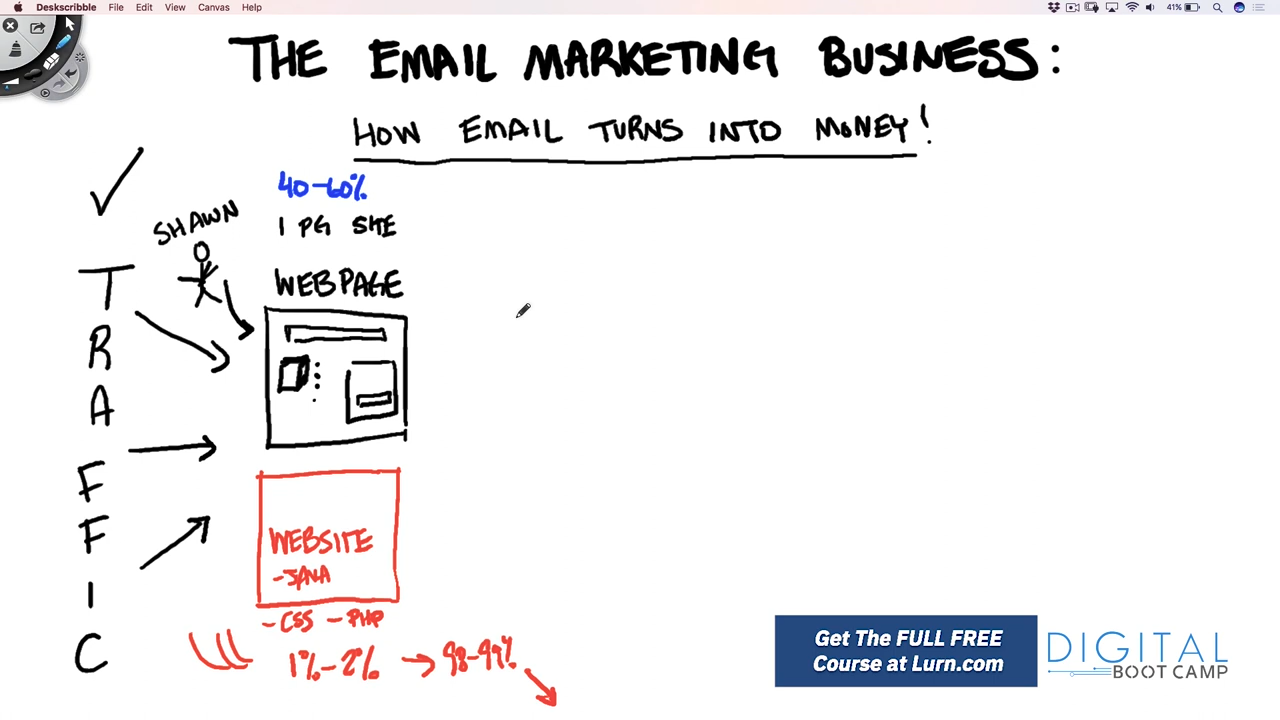 Deskscribble File Edit View Canvas Help 41%
THE EMAIL MARKETING BUSINESS:
HOW EMAIL TURNS INTO MONEY!
40-60%
1 PG SITE
SHAWN
WEBPAGE
TRAFFIC
WEBSITE
-JAVA
-CSS -PHP
1%-2% → 98-99%
Get The FULL FREE
Course at Lurn.com
DIGITAL
BOOT CAMP